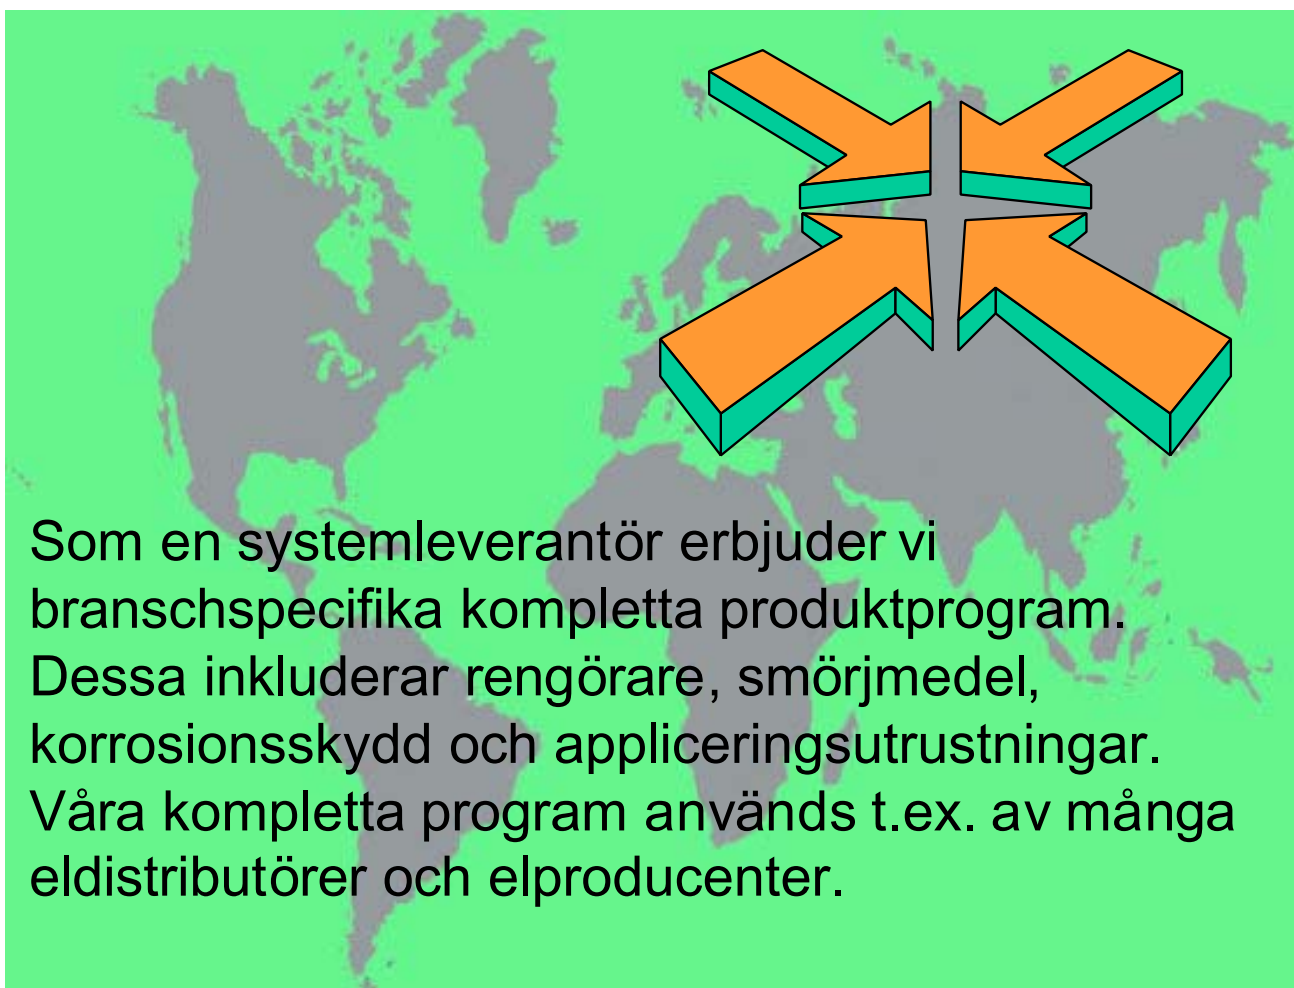 Som en systemleverantör erbjuder vi
branschspecifika kompletta produktprogram.
Dessa inkluderar rengörare, smörjmedel,
korrosionsskydd och appliceringsutrustningar.
Våra kompletta program används t.ex. av många
eldistributörer och elproducenter.